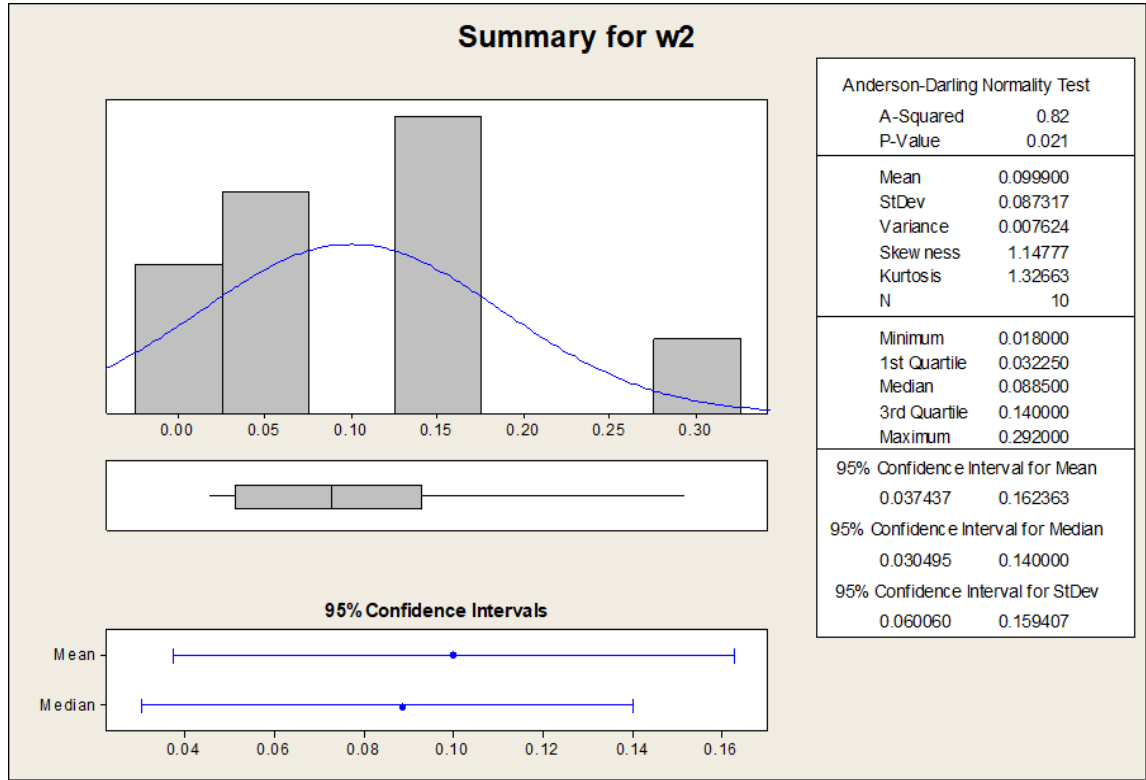 Summary for w2
0.00 0.05 0.10 0.15 0.20 0.25 0.30
95% Confidence Intervals
Mean
Median
0.04 0.06 0.08 0.10 0.12 0.14 0.16
Anderson-Darling Normality Test
A-Squared 0.82
P-Value 0.021
Mean 0.099900
StDev 0.087317
Variance 0.007624
Skewness 1.14777
Kurtosis 1.32663
N 10
Minimum 0.018000
1st Quartile 0.032250
Median 0.088500
3rd Quartile 0.140000
Maximum 0.292000
95% Confidence Interval for Mean
0.037437 0.162363
95% Confidence Interval for Median
0.030495 0.140000
95% Confidence Interval for StDev
0.060060 0.159407